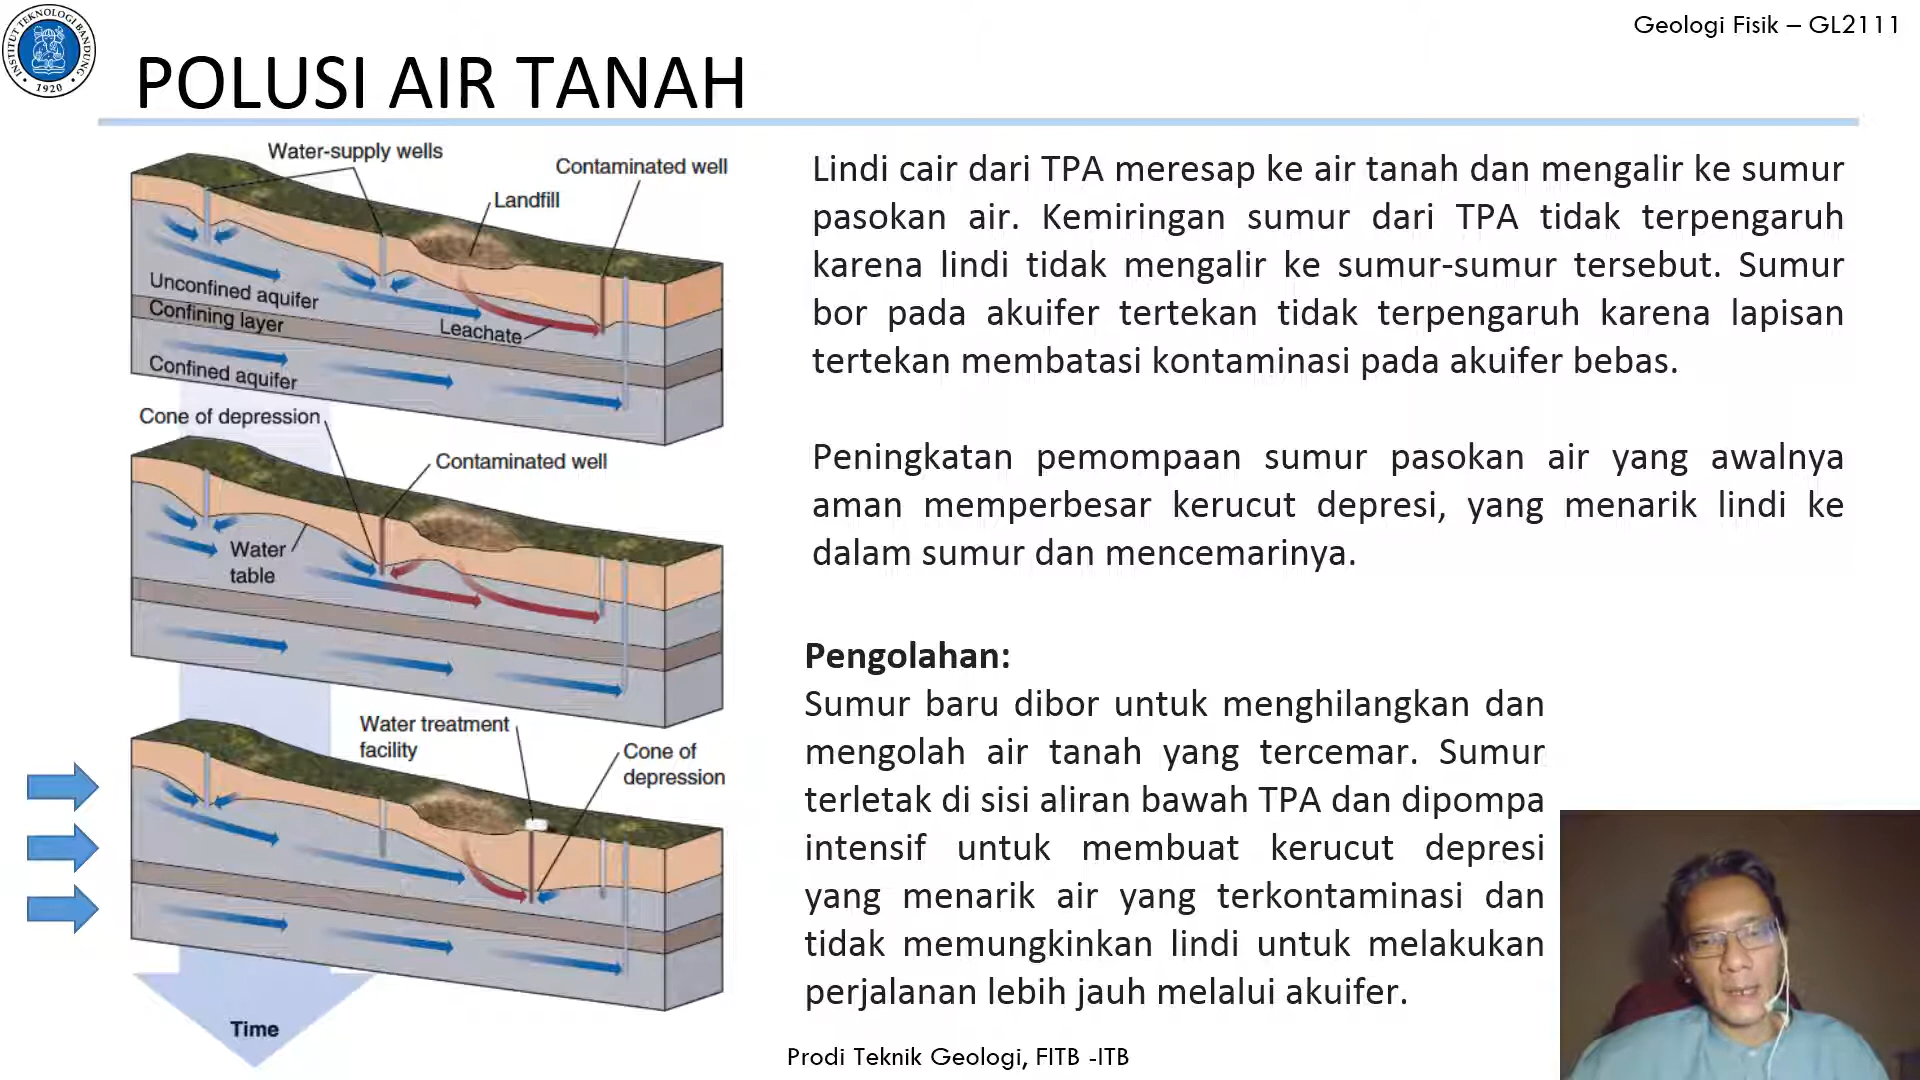 INSTITUT TEKNOLOGI BANDUNG
1920
Geologi Fisik – GL2111
POLUSI AIR TANAH
Water-supply wells
Contaminated well
Landfill
Unconfined aquifer
Confining layer
Leachate
Confined aquifer
Cone of depression
Contaminated well
Water
table
Water treatment
facility
Cone of
depression
Time
Lindi cair dari TPA meresap ke air tanah dan mengalir ke sumur
pasokan air. Kemiringan sumur dari TPA tidak terpengaruh
karena lindi tidak mengalir ke sumur-sumur tersebut. Sumur
bor pada akuifer tertekan tidak terpengaruh karena lapisan
tertekan membatasi kontaminasi pada akuifer bebas.
Peningkatan pemompaan sumur pasokan air yang awalnya
aman memperbesar kerucut depresi, yang menarik lindi ke
dalam sumur dan mencemarinya.
Pengolahan:
Sumur baru dibor untuk menghilangkan dan
mengolah air tanah yang tercemar. Sumur
terletak di sisi aliran bawah TPA dan dipompa
intensif untuk membuat kerucut depresi
yang menarik air yang terkontaminasi dan
tidak memungkinkan lindi untuk melakukan
perjalanan lebih jauh melalui akuifer.
Prodi Teknik Geologi, FITB -ITB